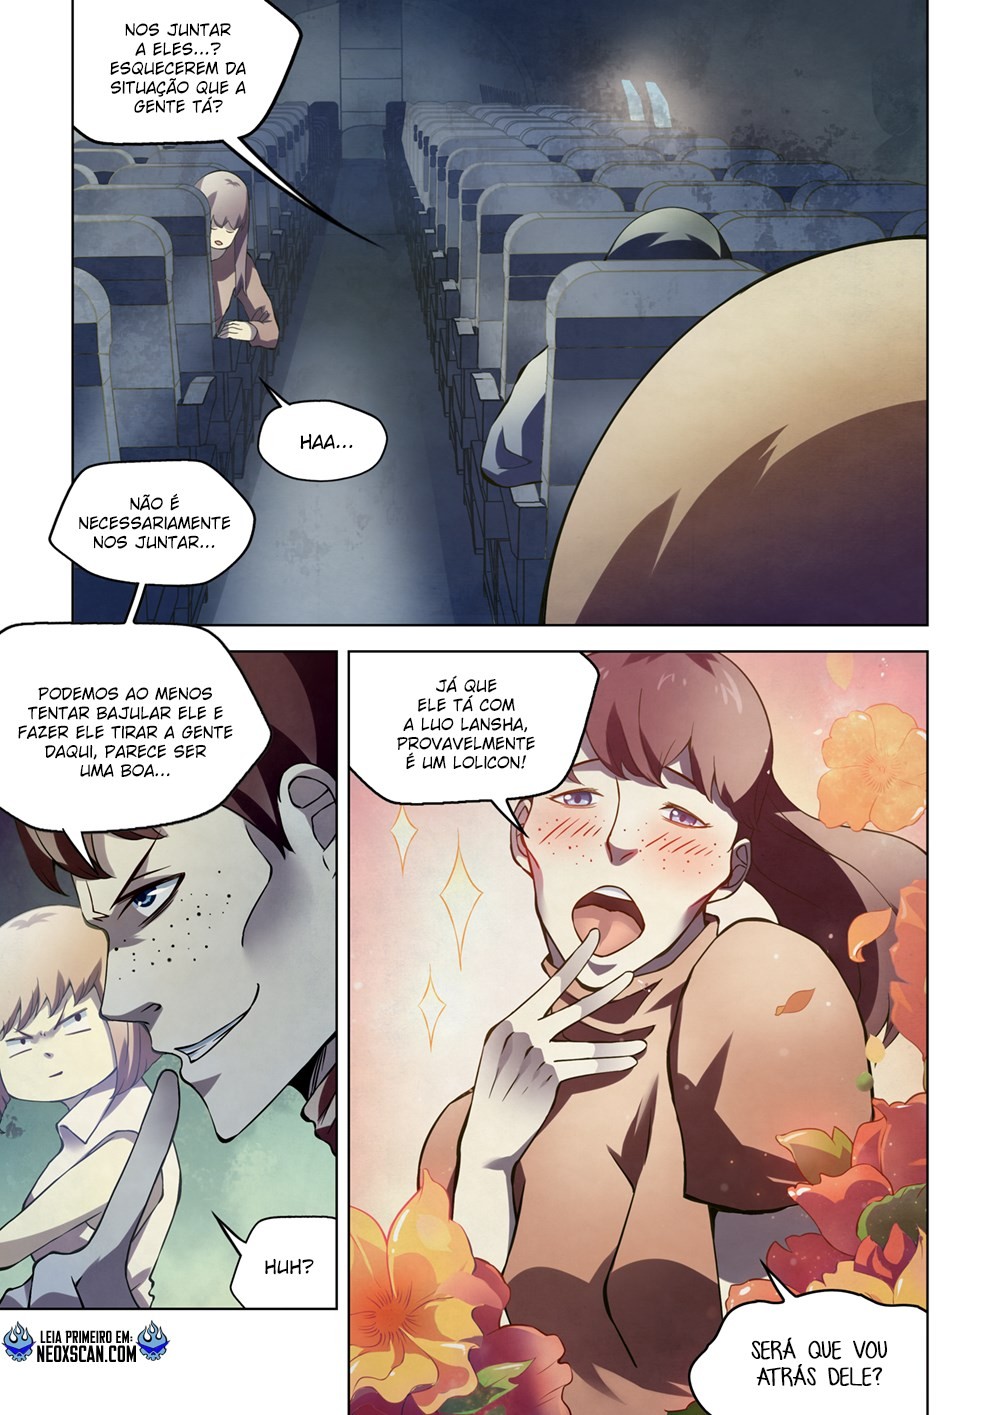 NOS JUNTAR
A ELES...?
ESQUECEREM DA
SITUAÇÃO QUE A
GENTE TÁ?
HAA...
NÃO É
NECESSARIAMENTE
NOS JUNTAR...
PODEMOS AO MENOS
TENTAR BAJULAR ELE E
FAZER ELE TIRAR A GENTE
DAQUI, PARECE SER
UMA BOA...
HUH?
JÁ QUE
ELE TÁ COM
A LUO LANSHA,
PROVAVELMENTE
É UM LOLICON!
SERÁ QUE VOU
ATRÁS DELE?
LEIA PRIMEIRO EM:
NEOXSCAN.COM